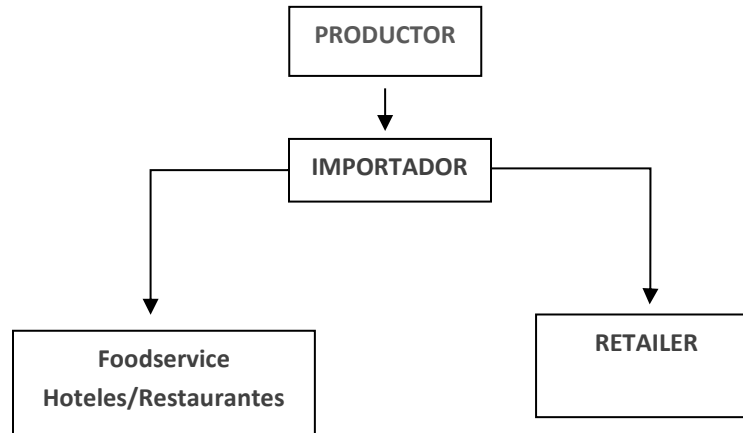 PRODUCTOR
IMPORTADOR
Foodservice
Hoteles/Restaurantes
RETAILER